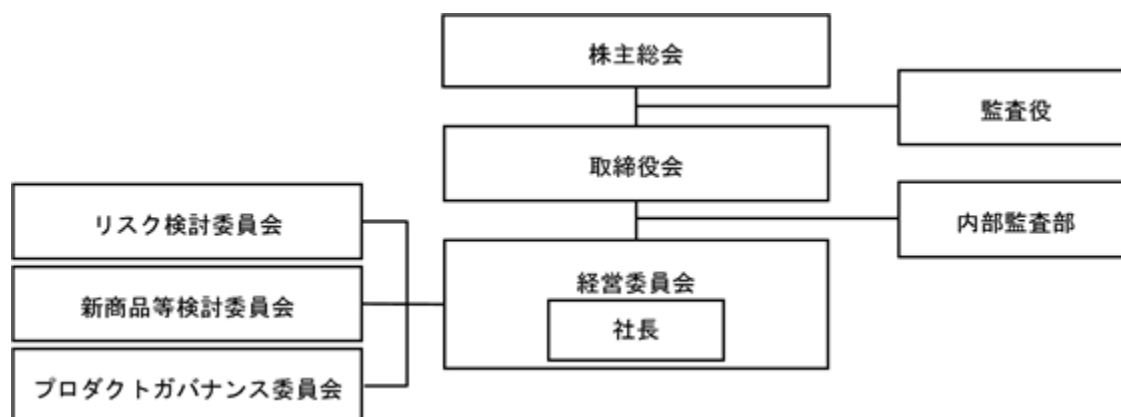 株主総会
監査役
取締役会
リスク検討委員会
内部監査部
経営委員会
新商品等検討委員会
社長
プロダクトガバナンス委員会